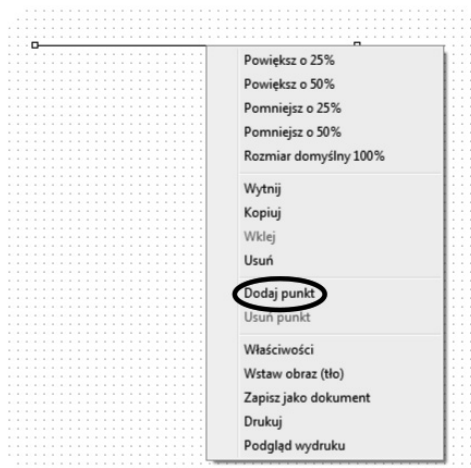 Powiększ o 25%
Powiększ o 50%
Pomniejsz o 25%
Pomniejsz o 50%
Rozmiar domyślny 100%
Wytnij
Kopiuj
Wklej
Usuń
Dodaj punkt
Usuń punkt
Właściwości
Wstaw obraz (tło)
Zapisz jako dokument
Drukuj
Podgląd wydruku